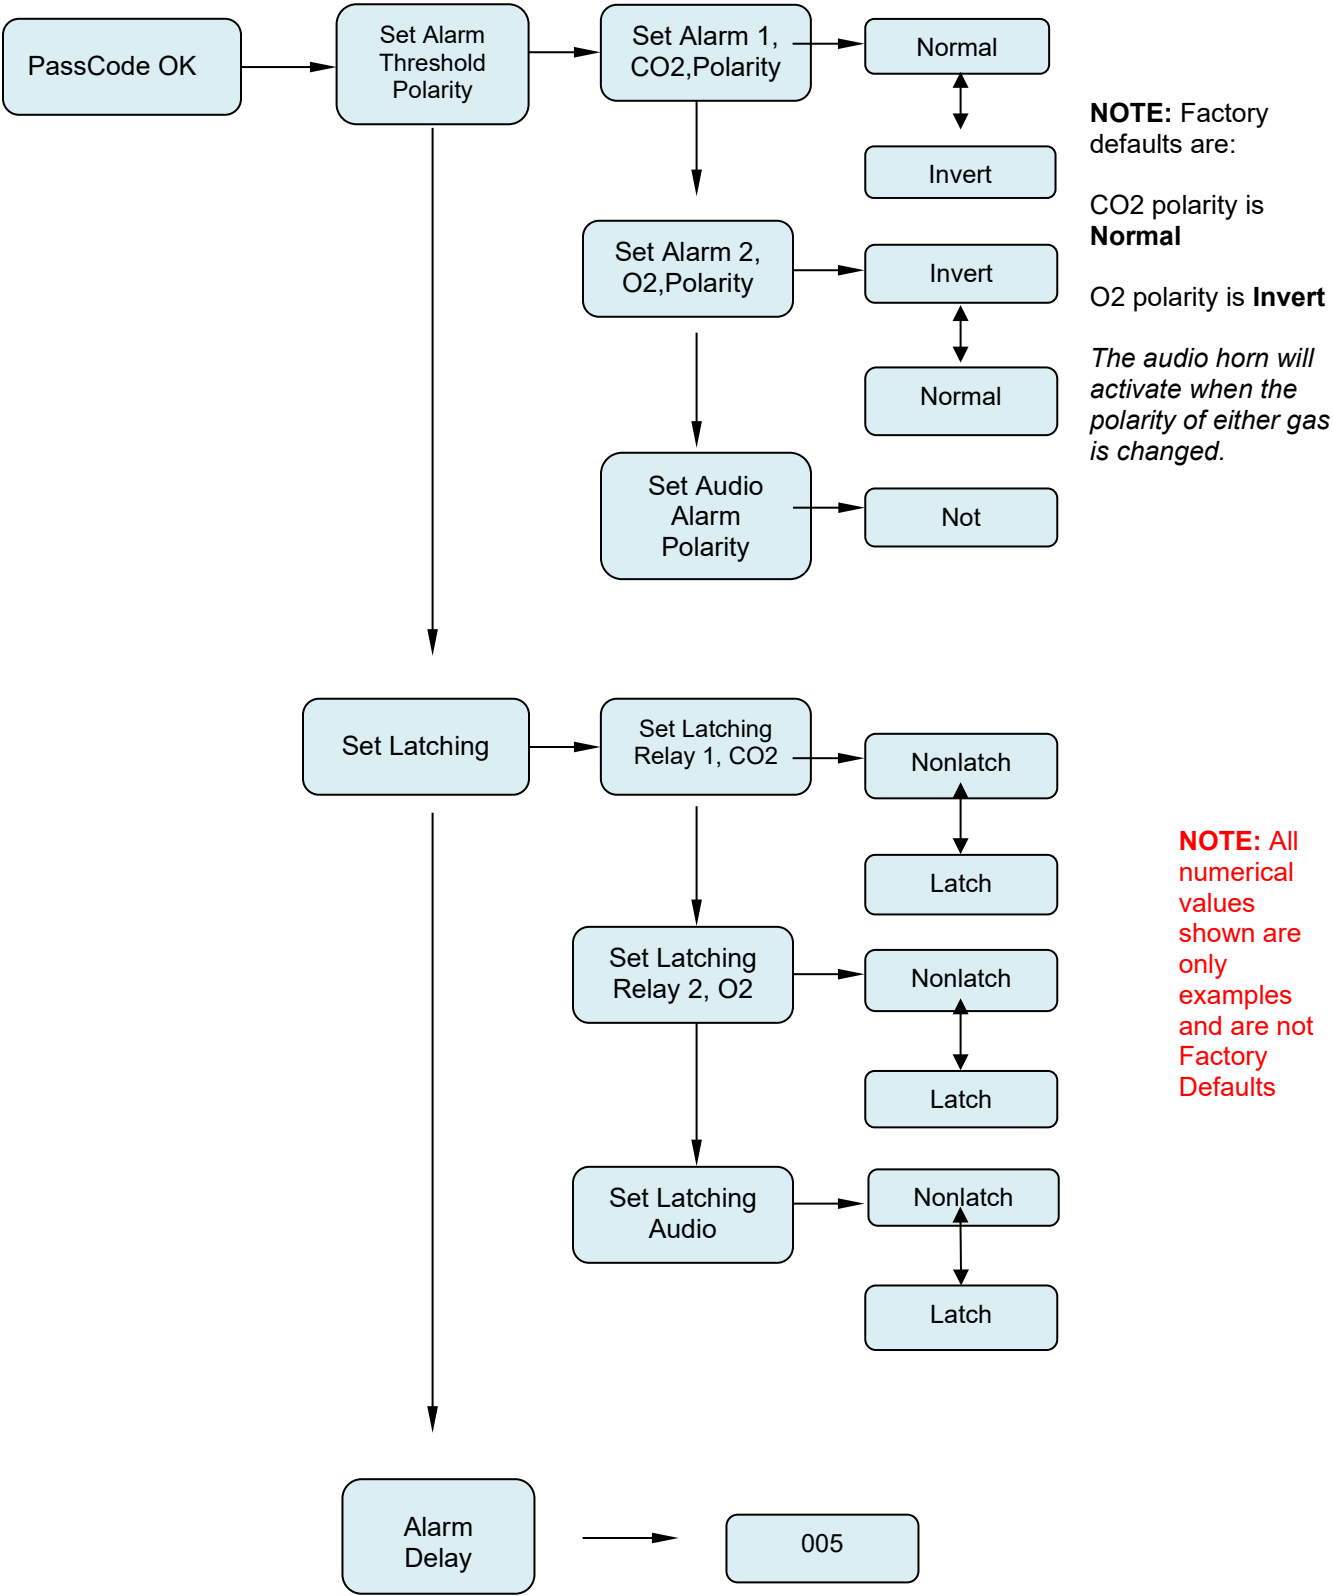 PassCode OK
Set Alarm
Threshold
Polarity
Set Alarm 1,
CO2,Polarity
Normal
Invert
NOTE: Factory
defaults are:
CO2 polarity is
Normal
O2 polarity is Invert
The audio horn will
activate when the
polarity of either gas
is changed.
Set Alarm 2,
O2,Polarity
Invert
Normal
Set Audio
Alarm
Polarity
Not
Set Latching
Set Latching
Relay 1, CO2
Nonlatch
Latch
NOTE: All
numerical
values
shown are
only
examples
and are not
Factory
Defaults
Set Latching
Relay 2, O2
Nonlatch
Latch
Set Latching
Audio
Nonlatch
Latch
Alarm
Delay
005